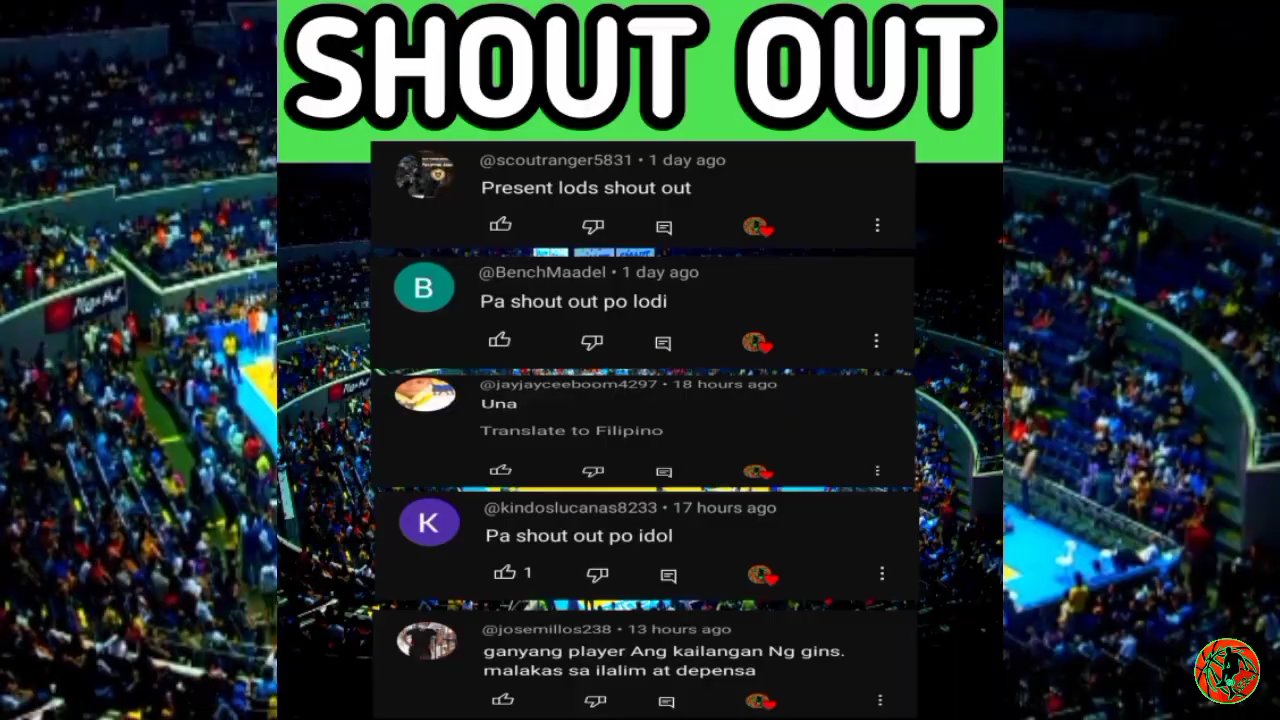 SHOUT OUT
@scoutranger5831 • 1 day ago
Present lods shout out
B
@BenchMaadel • 1 day ago
Pa shout out po lodi
@jayjayceeboom4297 • 18 hours ago
Una
Translate to Filipino
K
@kindoslucanas8233 • 17 hours ago
Pa shout out po idol
1
@josemillos238 • 13 hours ago
ganyang player Ang kailangan Ng gins.
malakas sa ilalim at depensa
Pizza Hut